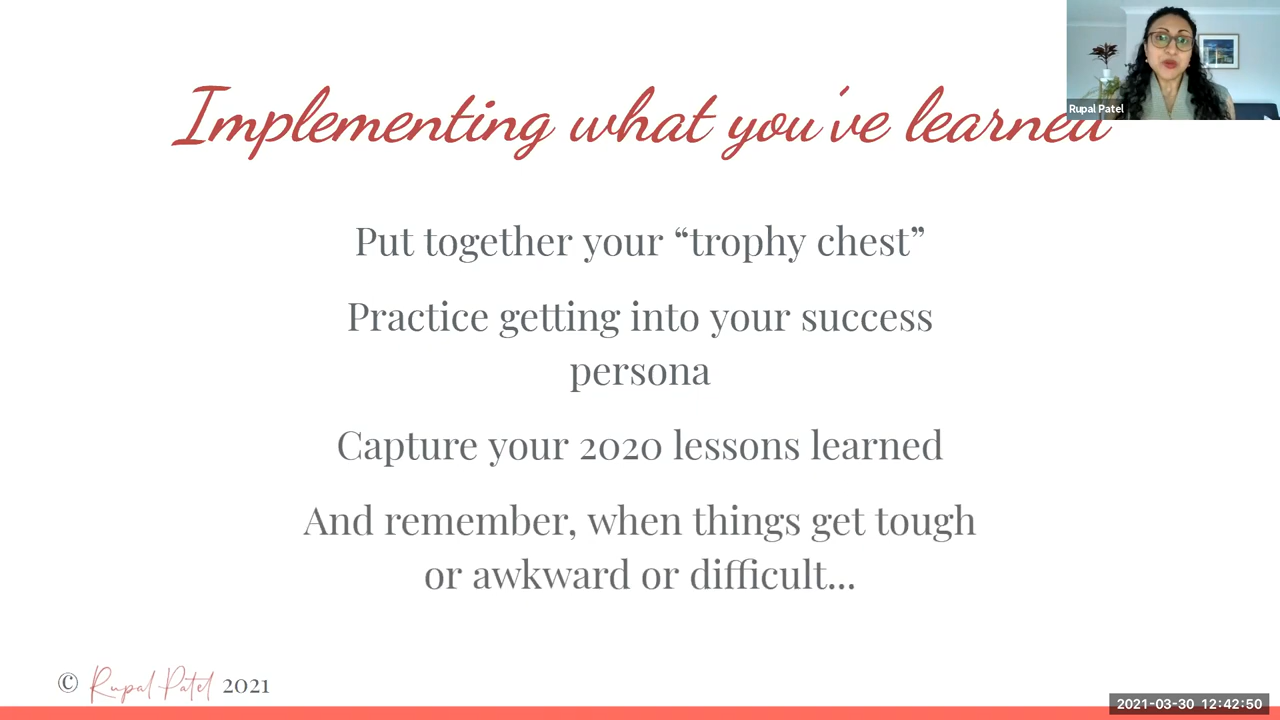 Implementing what you've learned
Rupal Patel
Put together your “trophy chest”
Practice getting into your success
persona
Capture your 2020 lessons learned
And remember, when things get tough
or awkward or difficult...
© Rupal Patel 2021
2021-03-30 12:42:50